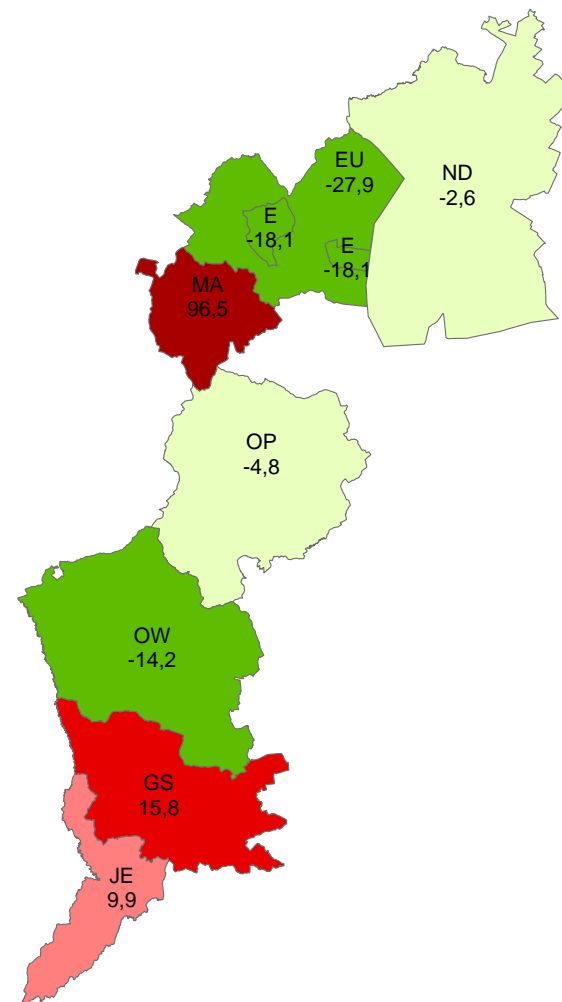 EU
-27,9
ND
-2,6
E
-18,1
E
-18,1
MA
96,5
OP
-4,8
OW
-14,2
GS
15,8
JE
9,9